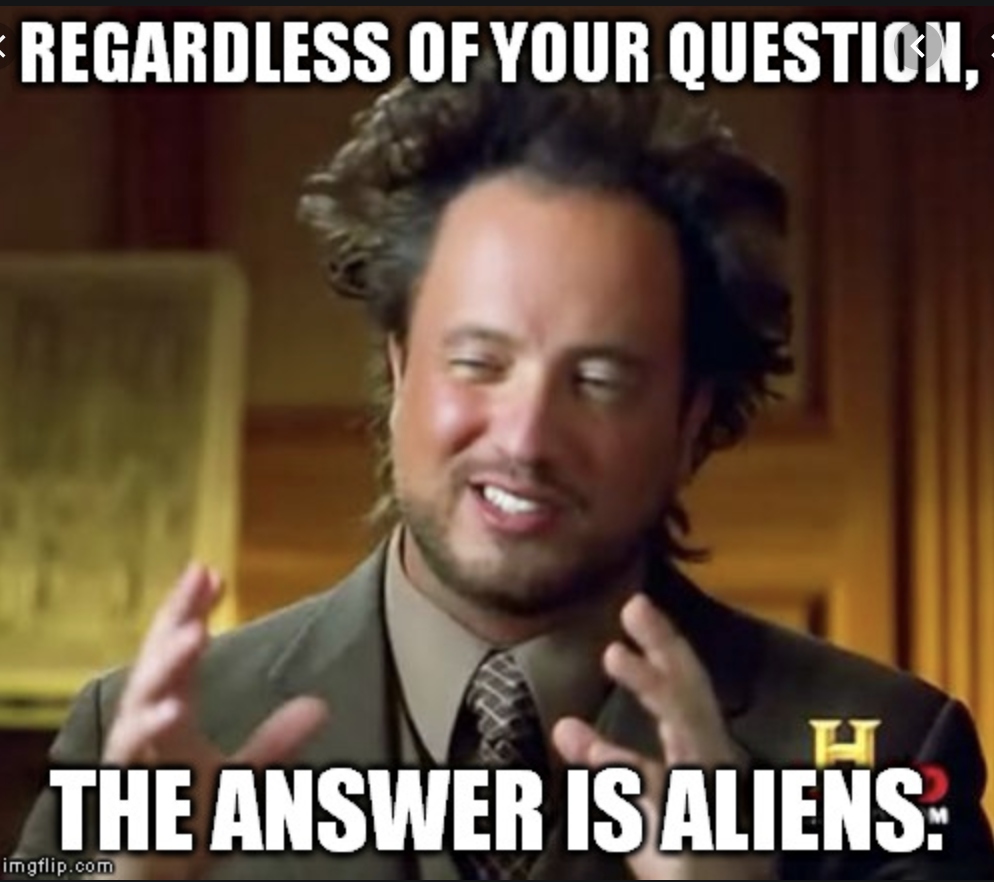 REGARDLESS OF YOUR QUESTION,
H
THE ANSWER IS ALIENS.
imgflip.com